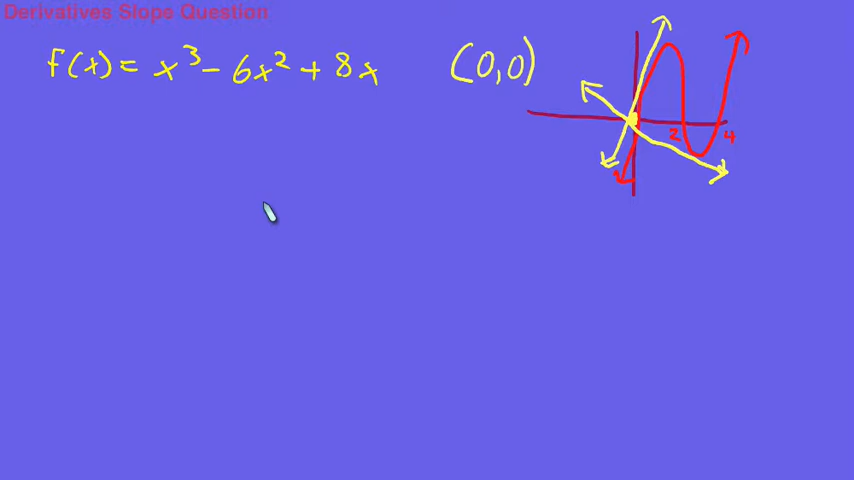 Derivatives Slope Question
f(x) = x³ - 6x² + 8x (0,0)
2 4